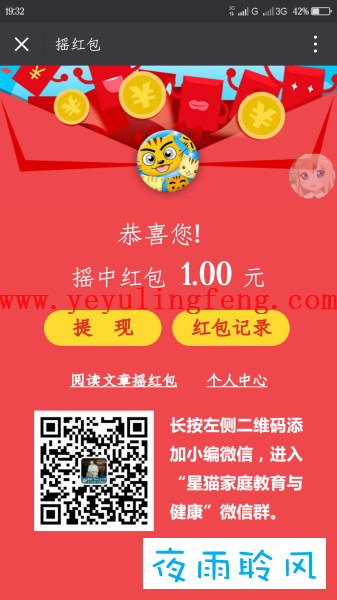 19:32
3G
G
3G
42%
摇红包
恭喜您!
摇中红包 1.00 元
www.yeyulingfeng.com
提 现
红包记录
阅读文章摇红包
个人中心
长按左侧二维码添
加小编微信，进入
“星猫家庭教育与
健康”微信群。
夜雨聆风